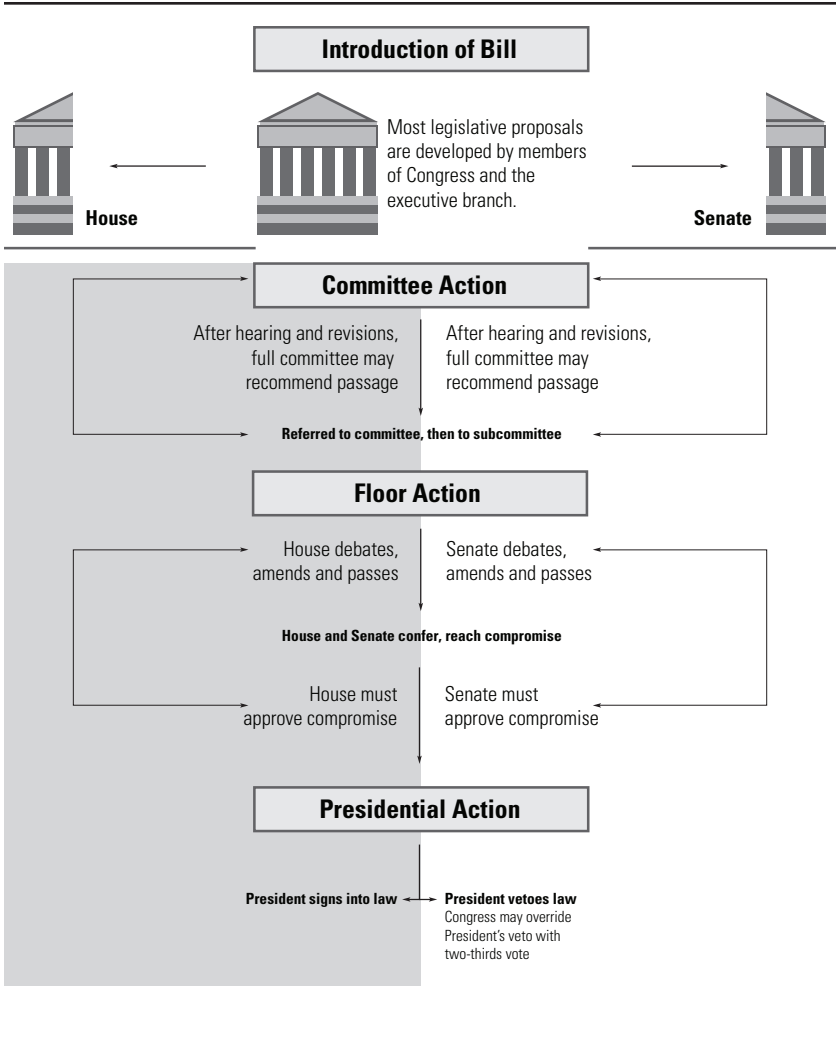 Introduction of Bill
Most legislative proposals
are developed by members
of Congress and the
executive branch.
House
Senate
Committee Action
After hearing and revisions,
full committee may
recommend passage
After hearing and revisions,
full committee may
recommend passage
Referred to committee, then to subcommittee
Floor Action
House debates,
amends and passes
Senate debates,
amends and passes
House and Senate confer, reach compromise
House must
approve compromise
Senate must
approve compromise
Presidential Action
President signs into law
President vetoes law
Congress may override
President's veto with
two-thirds vote